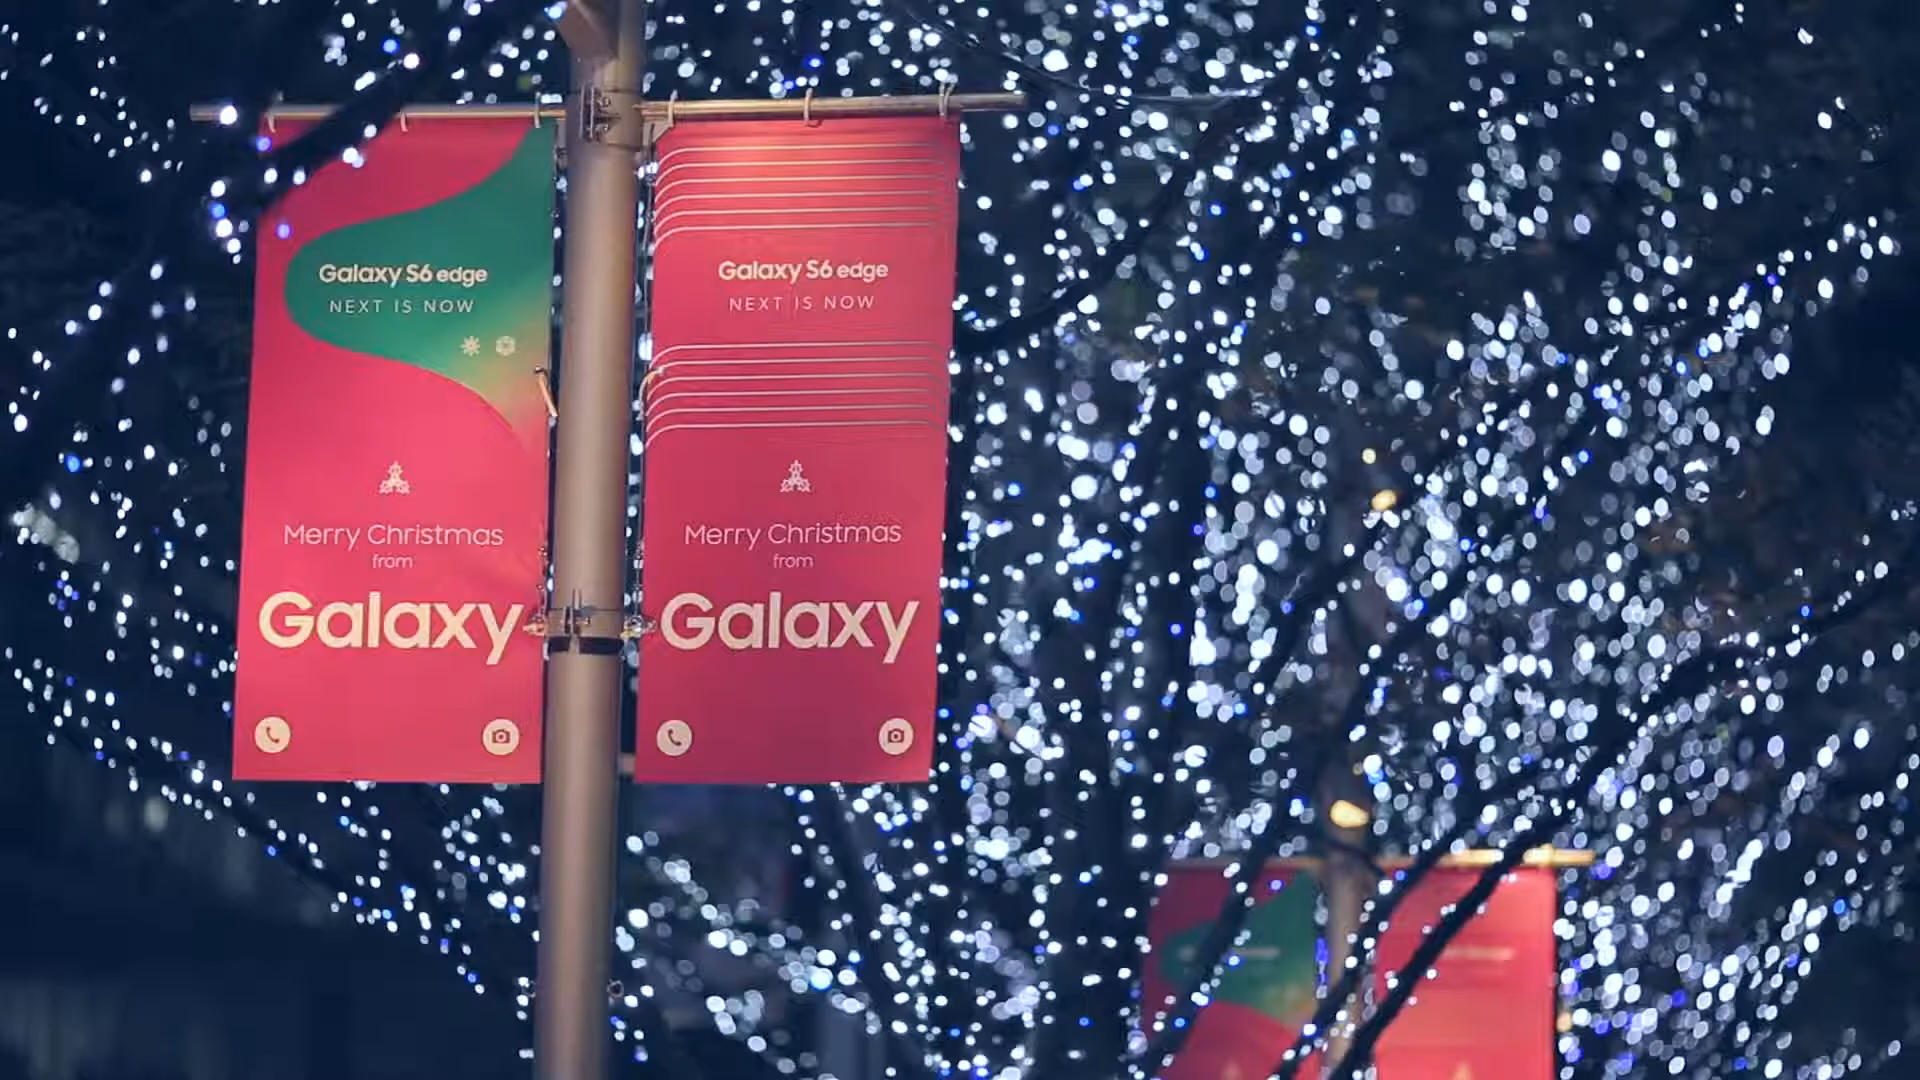 Galaxy S6 edge
NEXT IS NOW
Merry Christmas
from
Galaxy
Galaxy S6 edge
NEXT IS NOW
Merry Christmas
from
Galaxy